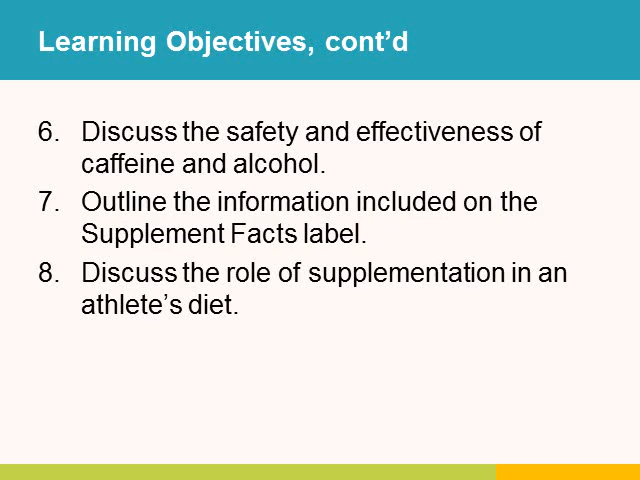 Learning Objectives, cont’d
6. Discuss the safety and effectiveness of
caffeine and alcohol.
7. Outline the information included on the
Supplement Facts label.
8. Discuss the role of supplementation in an
athlete’s diet.